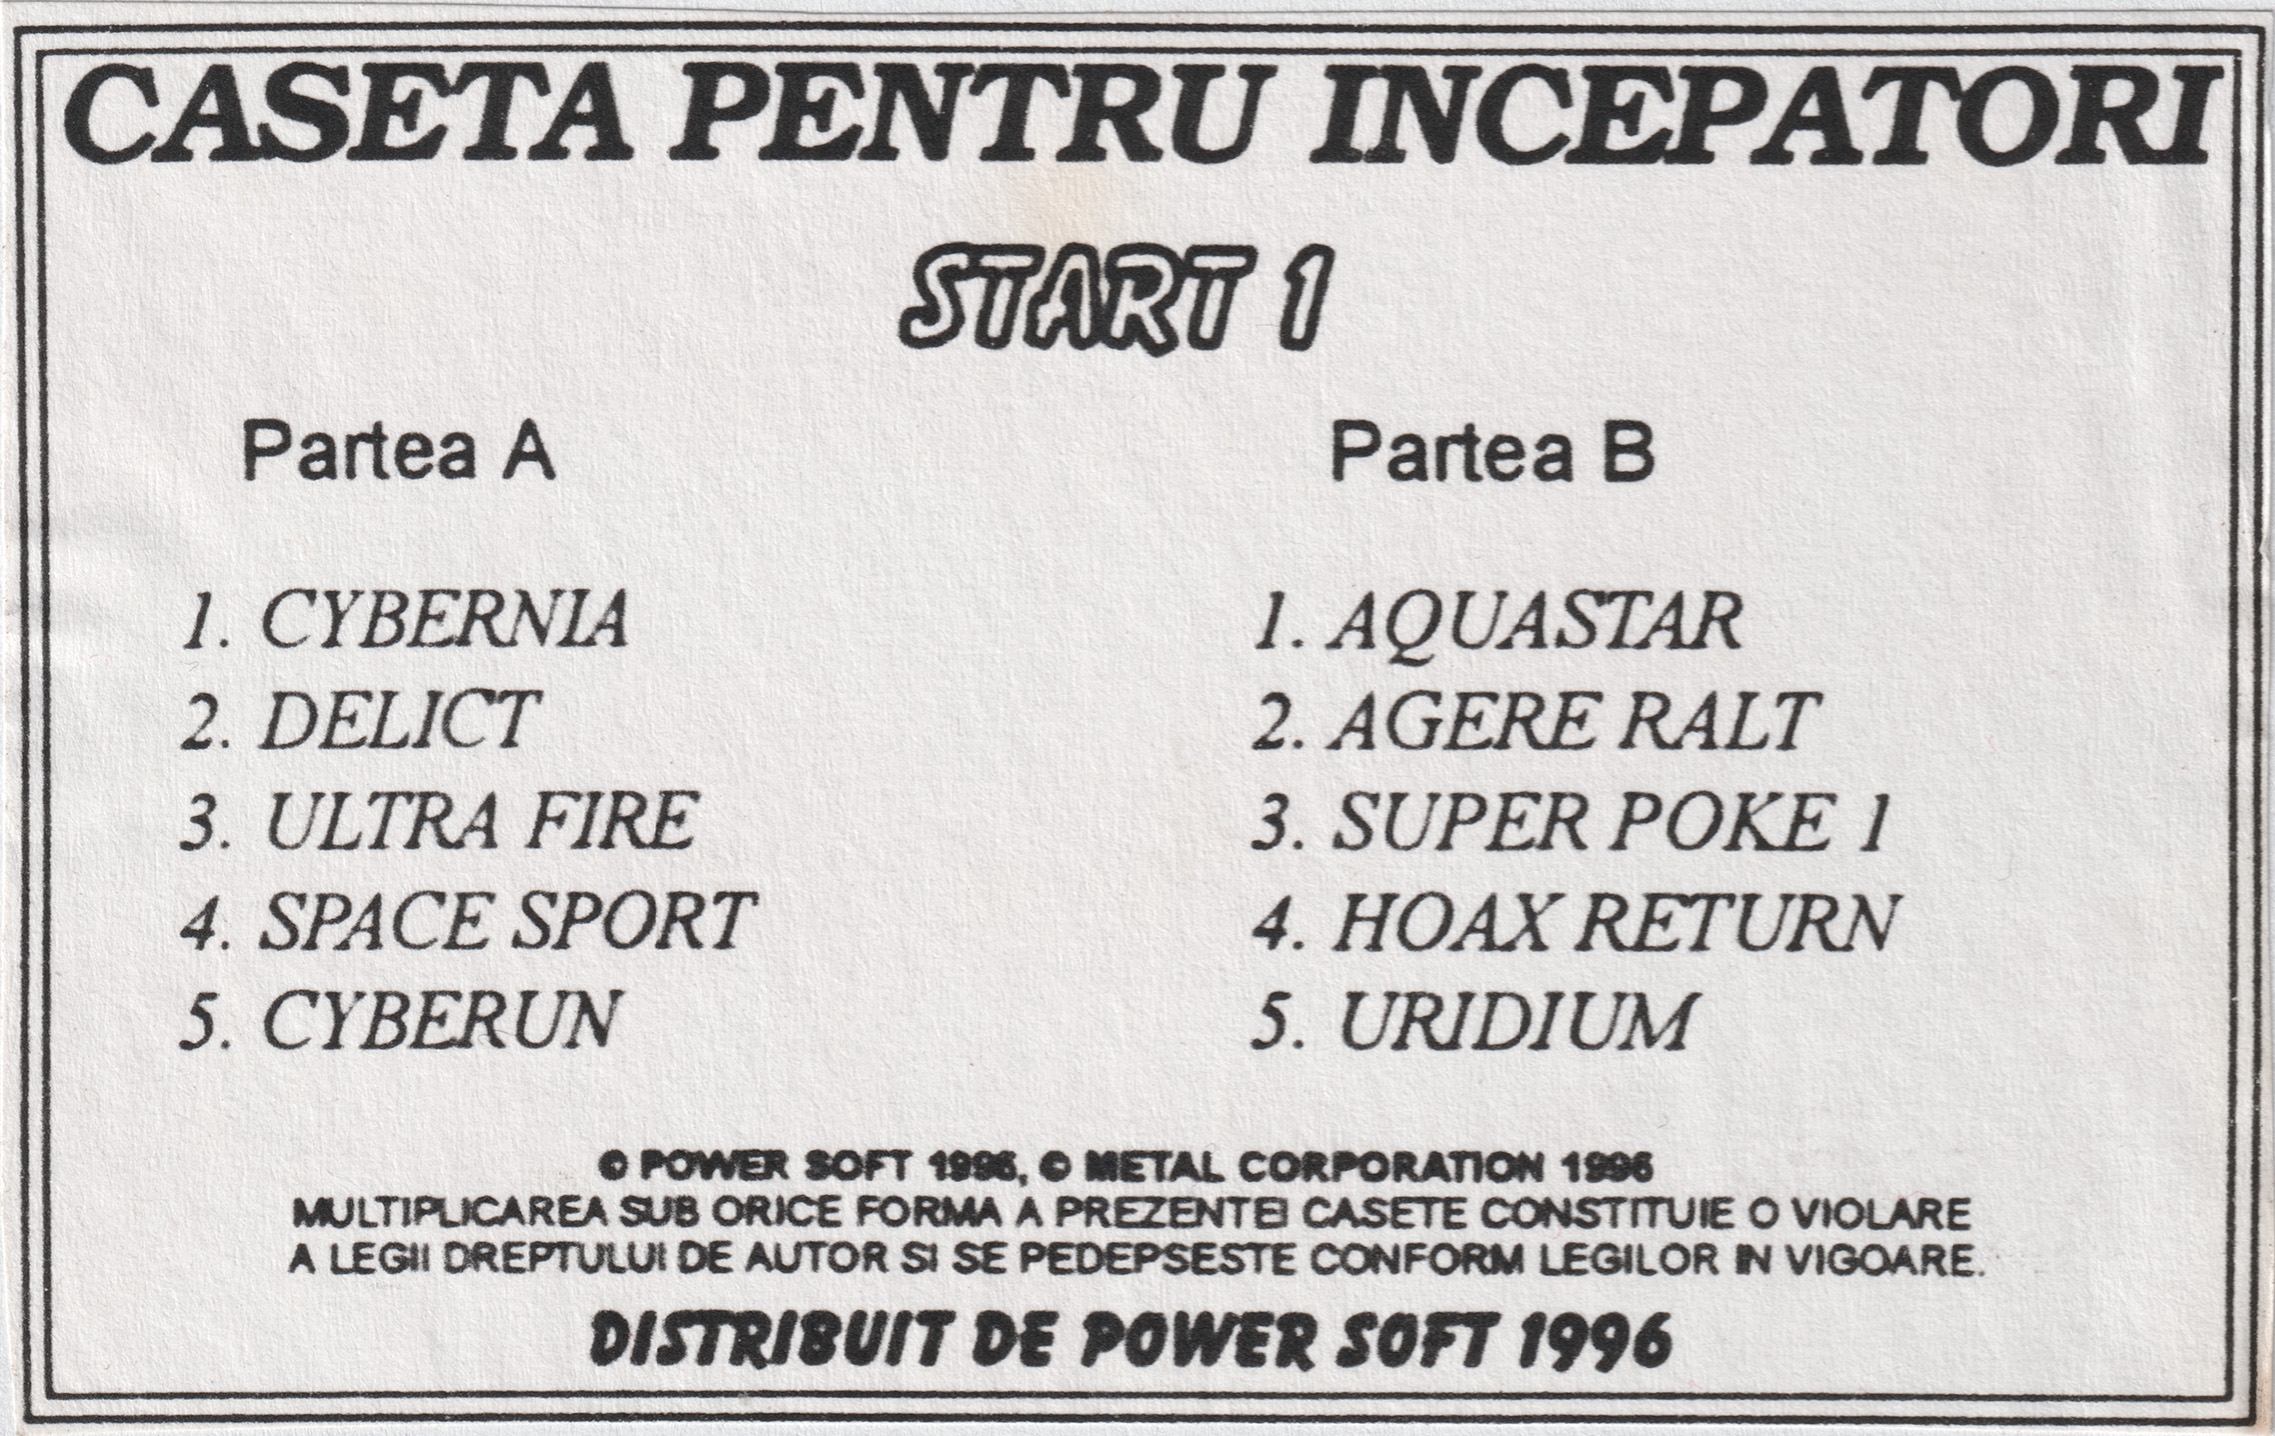 CASETA PENTRU INCEPATORI
START 1
Partea A
1. CYBERNIA
2. DELICT
3. ULTRA FIRE
4. SPACE SPORT
5. CYBERUN
Partea B
1. AQUASTAR
2. AGERE RALT
3. SUPER POKE 1
4. HOAX RETURN
5. URIDIUM
© POWER SOFT 1996, © METAL CORPORATION 1996
MULTIPLICAREA SUB ORICE FORMA A PREZENTEI CASETE CONSTITUIE O VIOLARE
A LEGII DREPTULUI DE AUTOR SI SE PEDEPSESTE CONFORM LEGILOR IN VIGOARE.
DISTRIBUIT DE POWER SOFT 1996